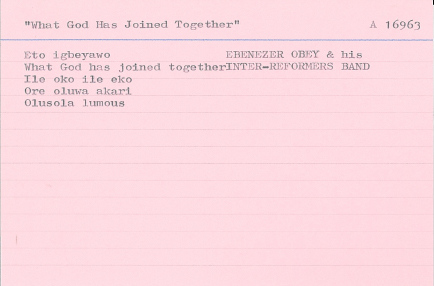 "What God Has Joined Together" A 16963
Eto igbeyawo EBENEZER OBEY & his
What God has joined together INTER-REFORMERS BAND
Ile oko ile eko
Ore oluwa akari
Olusola lumous